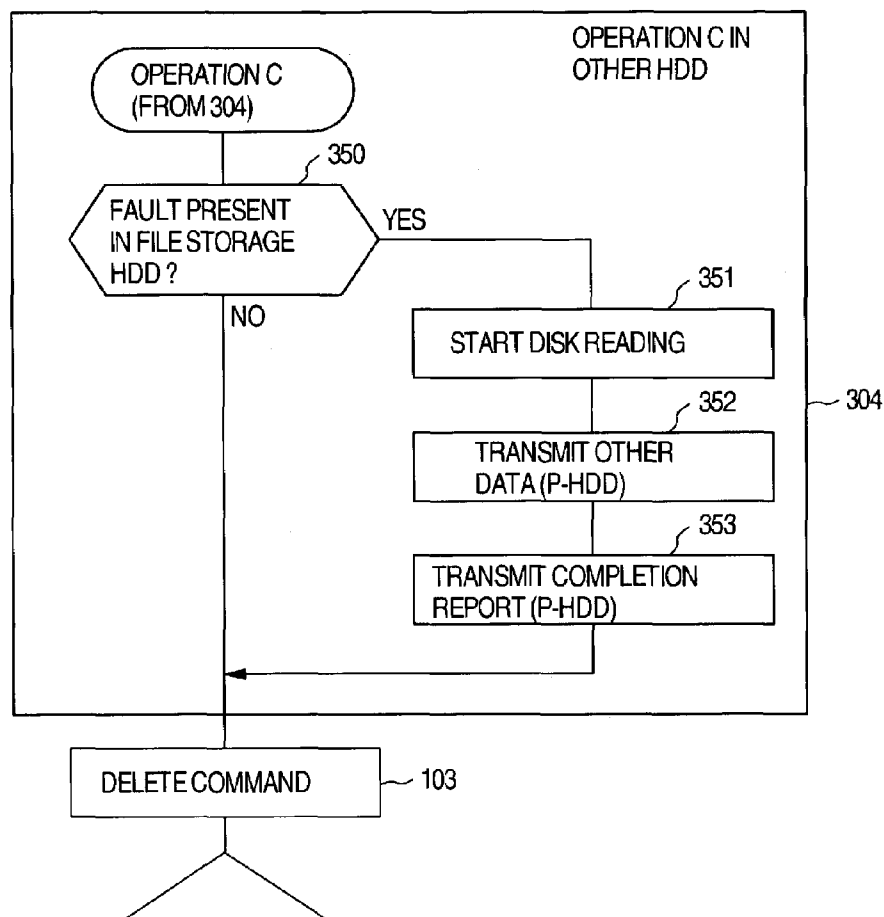 OPERATION C IN
OTHER HDD
OPERATION C
(FROM 304)
350
FAULT PRESENT
IN FILE STORAGE
HDD ?
YES
NO
351
START DISK READING
304
352
TRANSMIT OTHER
DATA (P-HDD)
353
TRANSMIT COMPLETION
REPORT (P-HDD)
DELETE COMMAND
103